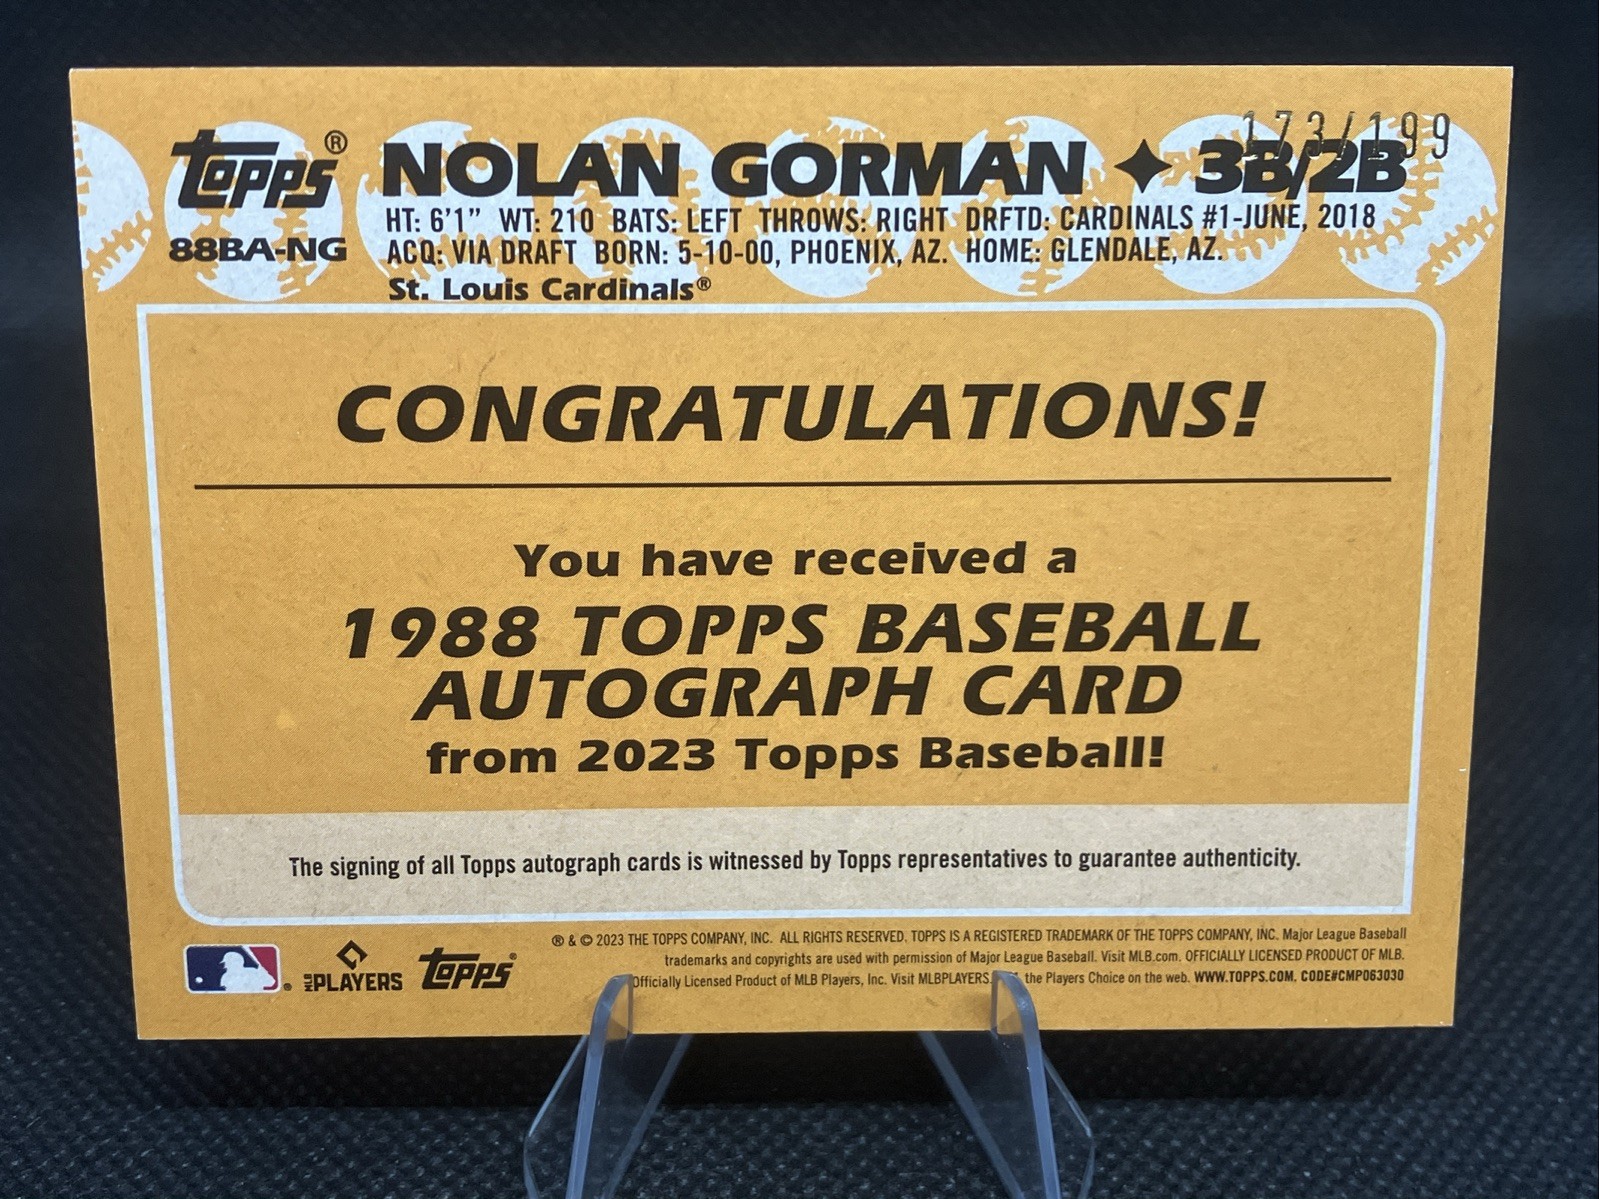 173/199
Topps® NOLAN GORMAN ✦ 3B/2B
88BA-NG
HT: 6'1" WT: 210 BATS: LEFT THROWS: RIGHT DRFTD: CARDINALS #1-JUNE, 2018
ACQ: VIA DRAFT BORN: 5-10-00, PHOENIX, AZ. HOME: GLENDALE, AZ.
St. Louis Cardinals®
CONGRATULATIONS!
You have received a
1988 TOPPS BASEBALL
AUTOGRAPH CARD
from 2023 Topps Baseball!
The signing of all Topps autograph cards is witnessed by Topps representatives to guarantee authenticity.
® & © 2023 THE TOPPS COMPANY, INC. ALL RIGHTS RESERVED. TOPPS IS A REGISTERED TRADEMARK OF THE TOPPS COMPANY, INC. Major League Baseball
trademarks and copyrights are used with permission of Major League Baseball. Visit MLB.com. OFFICIALLY LICENSED PRODUCT OF MLB.
Officially Licensed Product of MLB Players, Inc. Visit MLBPLAYERS. the Players Choice on the web. WWW.TOPPS.COM. CODE#CMP063030
MLB PLAYERS Topps®